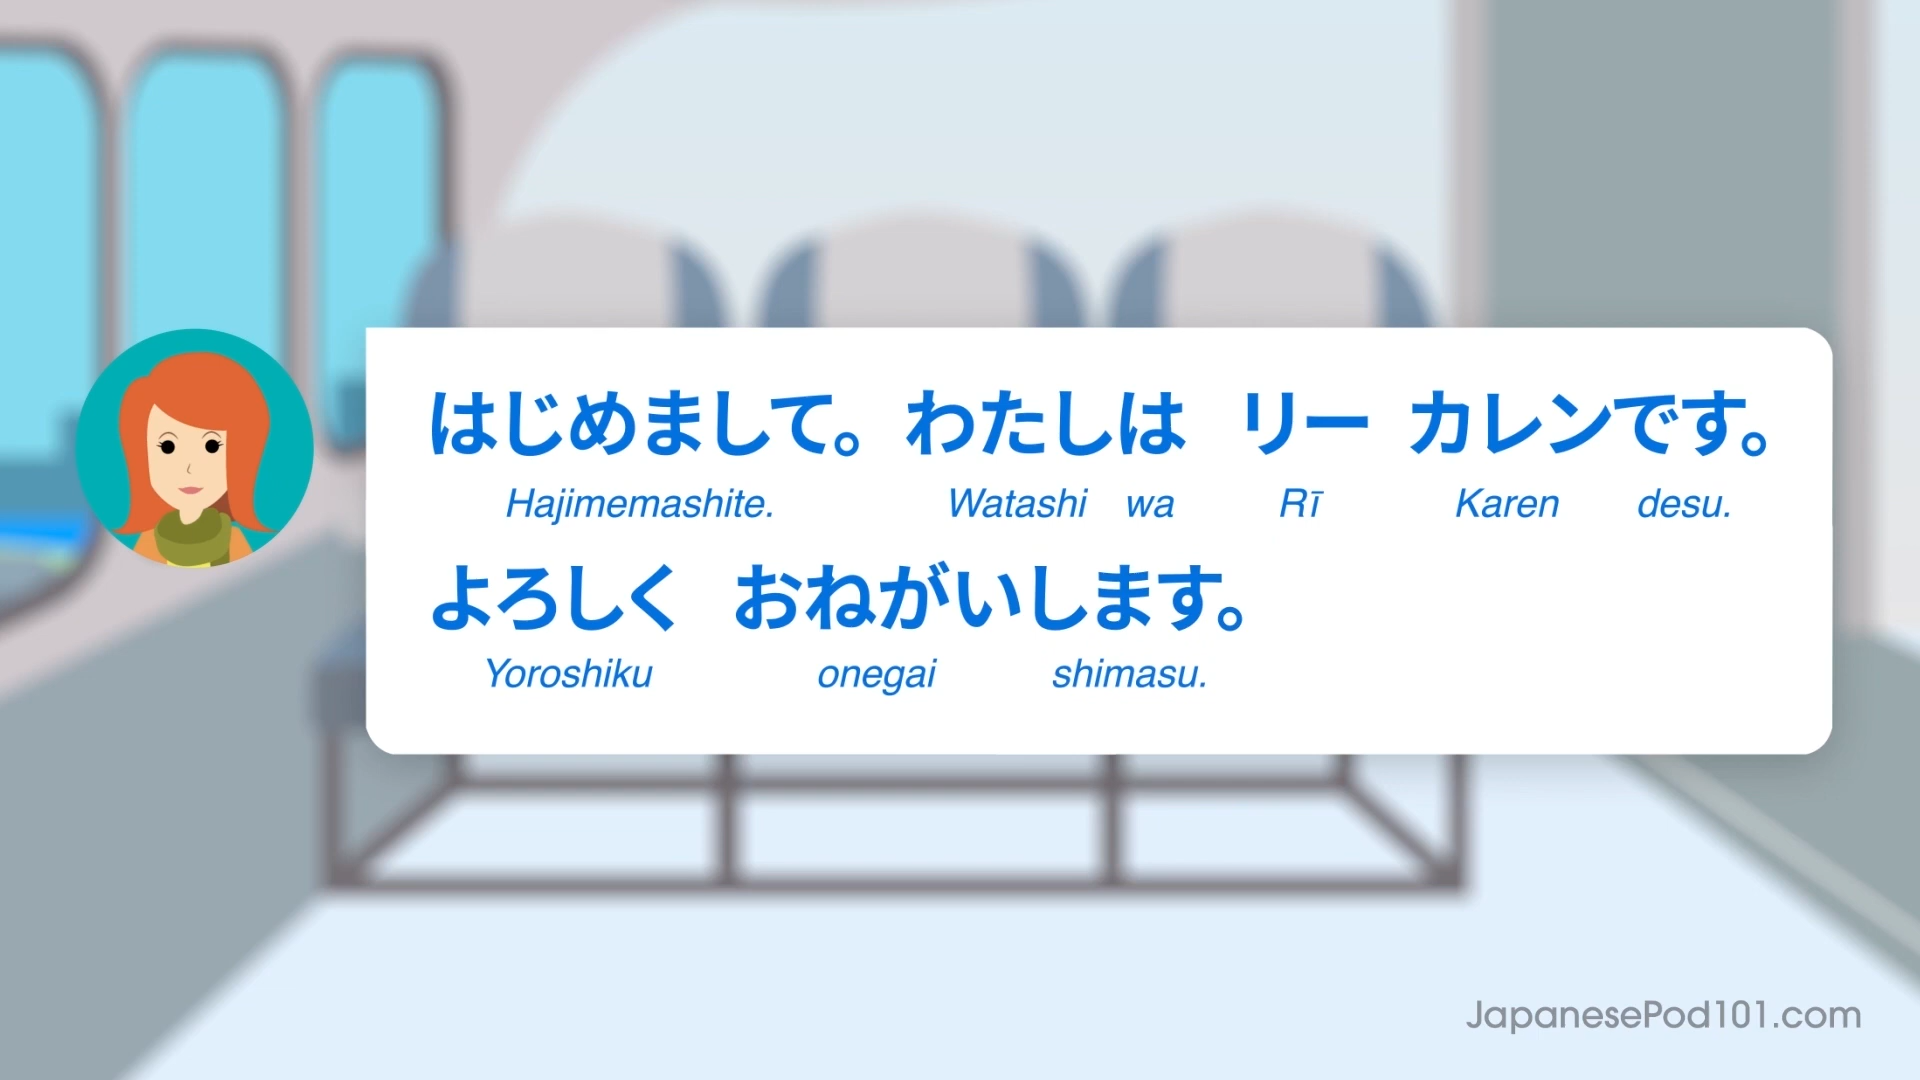 はじめまして。 わたしは リー カレンです。
Hajimemashite. Watashi wa Rī Karen desu.
よろしく おねがいします。
Yoroshiku onegai shimasu.
JapanesePod101.com